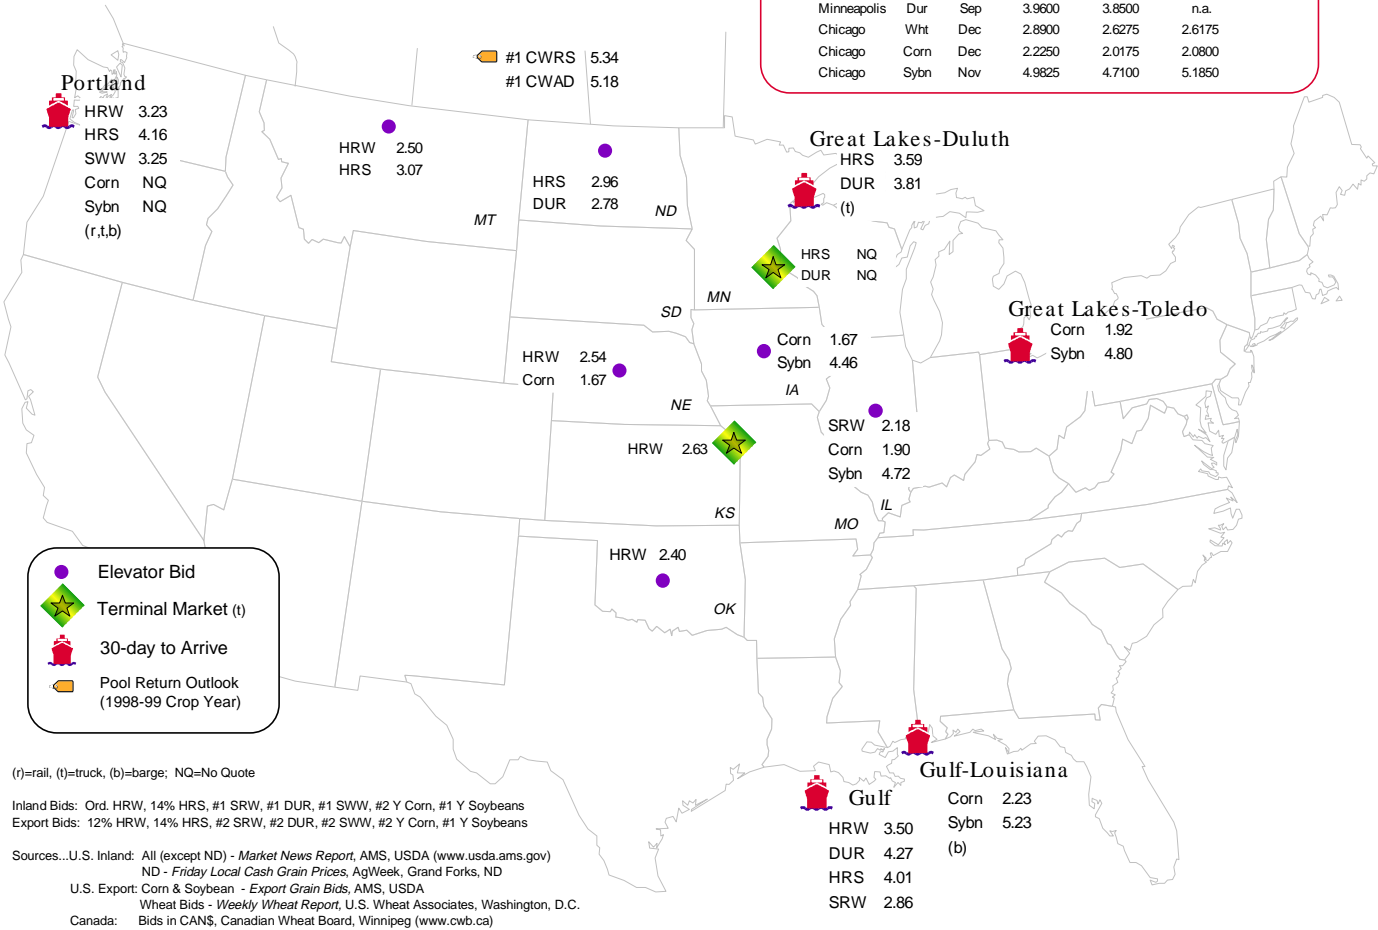 Minneapolis Dur Sep 3.9600 3.8500 n.a.
Chicago Wht Dec 2.8900 2.6275 2.6175
Chicago Corn Dec 2.2250 2.0175 2.0800
Chicago Sybn Nov 4.9825 4.7100 5.1850
#1 CWRS 5.34
#1 CWAD 5.18
Portland
HRW 3.23
HRS 4.16
SWW 3.25
Corn NQ
Sybn NQ
(r,t,b)
HRW 2.50
HRS 3.07
MT
HRS 2.96
DUR 2.78
ND
Great Lakes-Duluth
HRS 3.59
DUR 3.81
(t)
HRS NQ
DUR NQ
MN
SD
Great Lakes-Toledo
Corn 1.92
Sybn 4.80
Corn 1.67
Sybn 4.46
IA
HRW 2.54
Corn 1.67
NE
SRW 2.18
Corn 1.90
Sybn 4.72
IL
HRW 2.63
KS
MO
HRW 2.40
OK
Elevator Bid
Terminal Market (t)
30-day to Arrive
Pool Return Outlook
(1998-99 Crop Year)
Gulf-Louisiana
Corn 2.23
Sybn 5.23
(b)
Gulf
HRW 3.50
DUR 4.27
HRS 4.01
SRW 2.86
(r)=rail, (t)=truck, (b)=barge; NQ=No Quote
Inland Bids: Ord. HRW, 14% HRS, #1 SRW, #1 DUR, #1 SWW, #2 Y Corn, #1 Y Soybeans
Export Bids: 12% HRW, 14% HRS, #2 SRW, #2 DUR, #2 SWW, #2 Y Corn, #1 Y Soybeans
Sources...U.S. Inland: All (except ND) - Market News Report, AMS, USDA (www.usda.ams.gov)
ND - Friday Local Cash Grain Prices, AgWeek, Grand Forks, ND
U.S. Export: Corn & Soybean - Export Grain Bids, AMS, USDA
Wheat Bids - Weekly Wheat Report, U.S. Wheat Associates, Washington, D.C.
Canada: Bids in CAN$, Canadian Wheat Board, Winnipeg (www.cwb.ca)